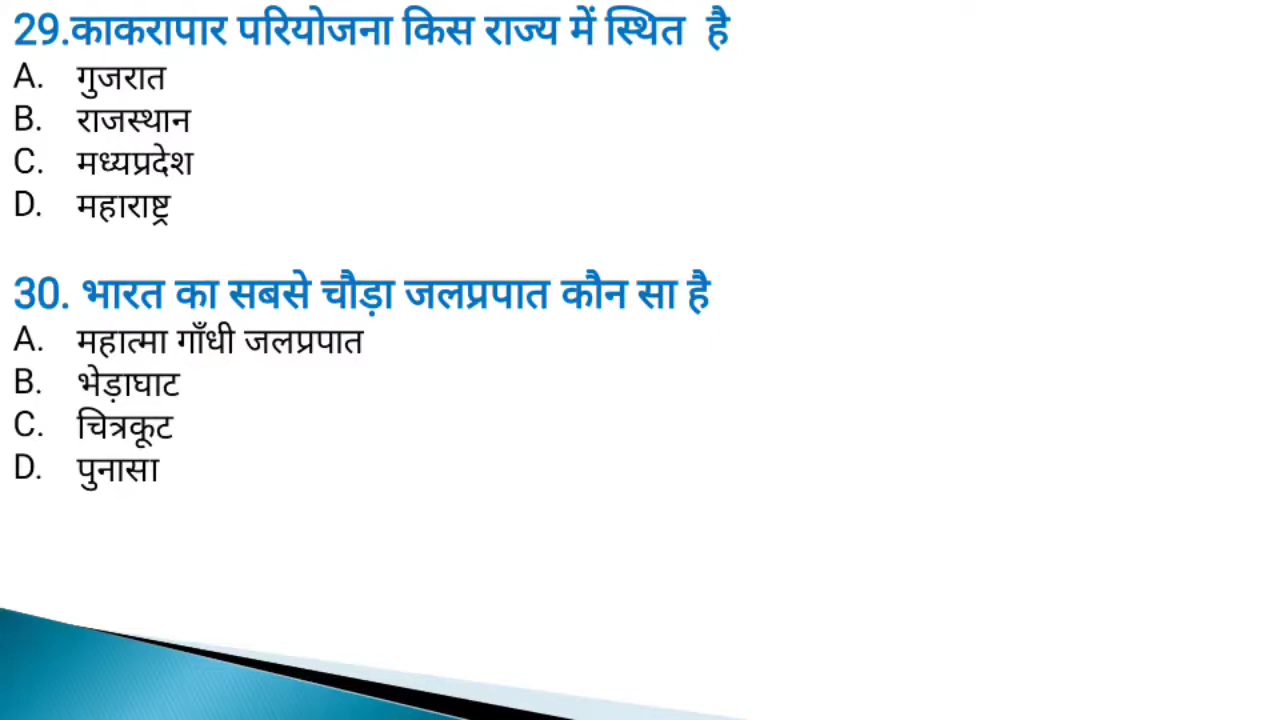 29.काकरापार परियोजना किस राज्य में स्थित है
A. गुजरात
B. राजस्थान
C. मध्यप्रदेश
D. महाराष्ट्र
30. भारत का सबसे चौड़ा जलप्रपात कौन सा है
A. महात्मा गाँधी जलप्रपात
B. भेड़ाघाट
C. चित्रकूट
D. पुनासा